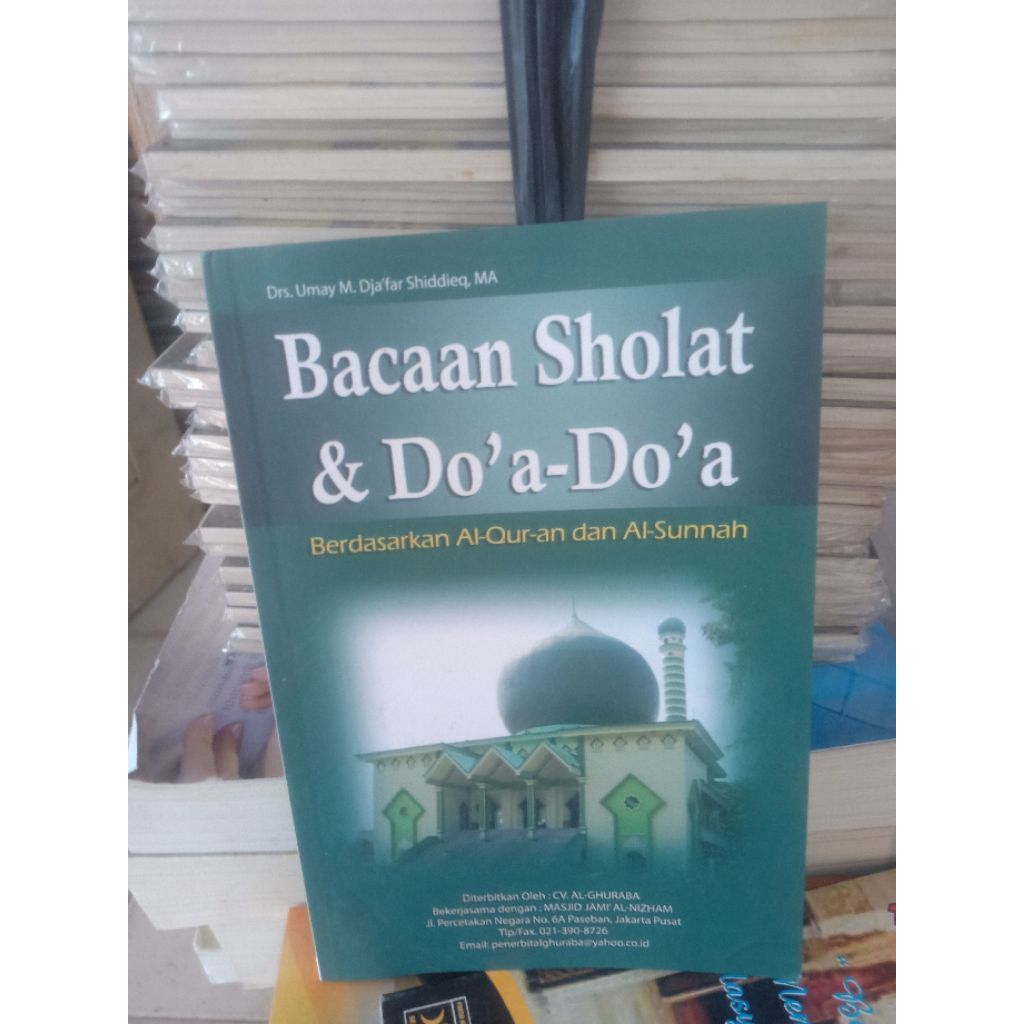 Drs. Umay M. Dja'far Shiddieq, MA
Bacaan Sholat
& Do'a-Do'a
Berdasarkan Al-Qur-an dan Al-Sunnah
Diterbitkan Oleh : CV. AL-GHURABA
Bekerjasama dengan : MASJID JAMI' AL-NIZHAM
Jl. Percetakan Negara No. 6A Paseban, Jakarta Pusat
Tlp/Fax. 021-390-8726
Email: penerbitalghuraba@yahoo.co.id